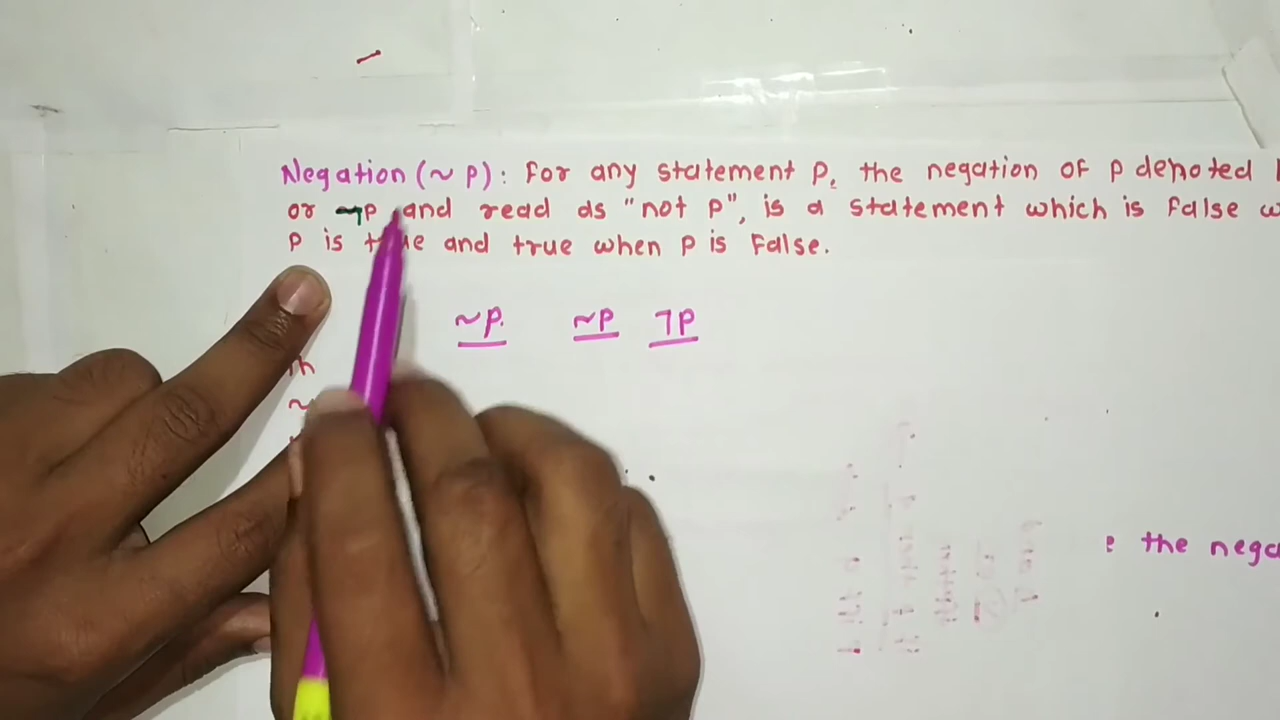 Negation (~ p) : For any statement P, the negation of p denoted
or ¬p and read as "not p", is a statement which is false
p is true and true when p is false.
~p. ~p ¬p
th
~
e the nega